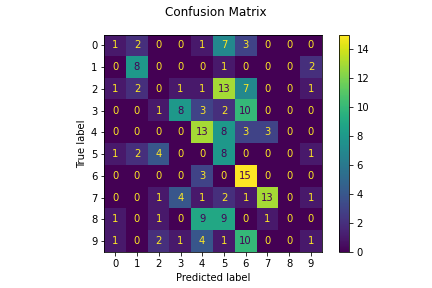 Confusion Matrix
0 1 2 0 0 1 7 3 0 0 0
1 0 8 0 0 0 1 0 0 0 2
2 1 2 0 1 1 13 7 0 0 1
3 0 0 1 8 3 2 10 0 0 0
4 0 0 0 0 13 8 3 3 0 0
5 1 2 4 0 0 8 0 0 0 1
6 0 0 0 0 3 0 15 0 0 0
7 0 0 1 4 1 2 1 13 0 1
8 1 0 1 0 9 9 0 1 0 0
9 1 0 2 1 4 1 10 0 0 1
0 1 2 3 4 5 6 7 8 9
Predicted label
True label
14
12
10
8
6
4
2
0